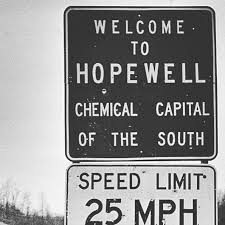 WELCOME
TO
HOPEWELL
CHEMICAL CAPITAL
OF THE SOUTH
SPEED LIMIT
25 MPH